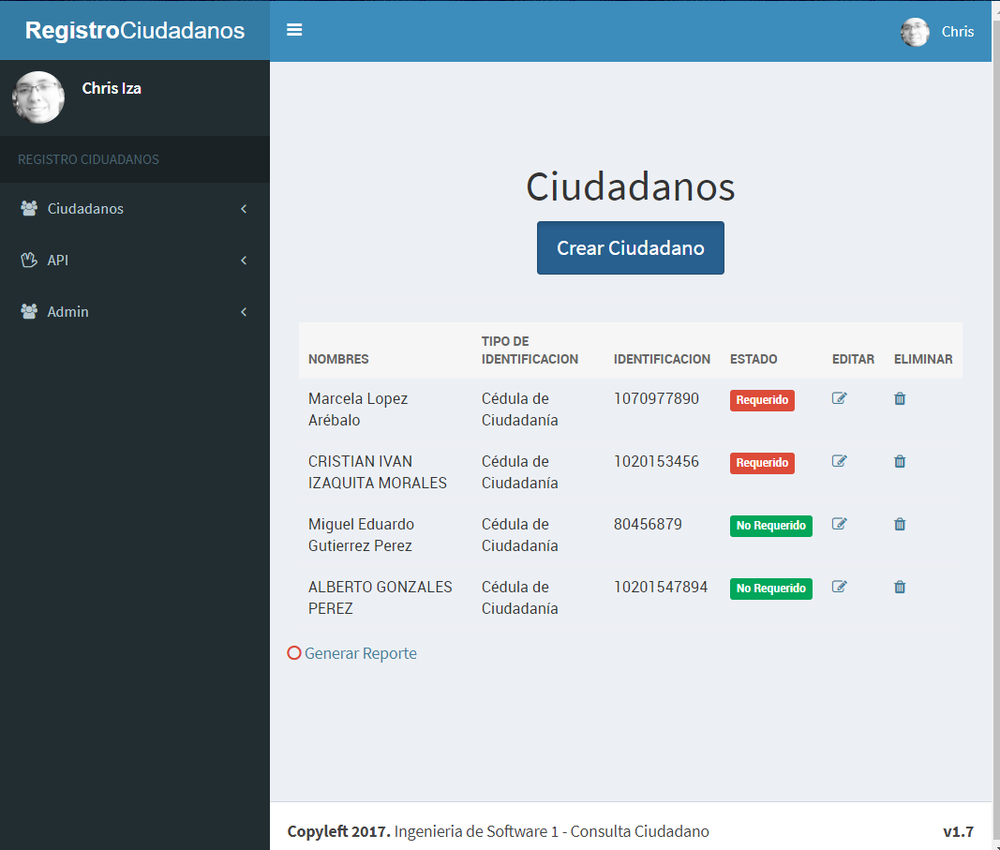 RegistroCiudadanos
Chris
Chris Iza
REGISTRO CIDUADANOS
Ciudadanos
API
Admin
Ciudadanos
Crear Ciudadano
NOMBRES TIPO DE IDENTIFICACION IDENTIFICACION ESTADO EDITAR ELIMINAR
Marcela Lopez Cédula de 1070977890 Requerido
Arébalo Ciudadanía
CRISTIAN IVAN Cédula de 1020153456 Requerido
IZAQUITA MORALES Ciudadanía
Miguel Eduardo Cédula de 80456879 No Requerido
Gutierrez Perez Ciudadanía
ALBERTO GONZALES Cédula de 10201547894 No Requerido
PEREZ Ciudadanía
Generar Reporte
Copyleft 2017. Ingenieria de Software 1 - Consulta Ciudadano v1.7